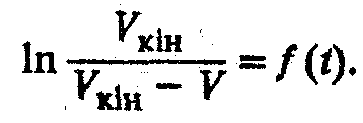 ln V_кін / (V_кін − V) = f (t).